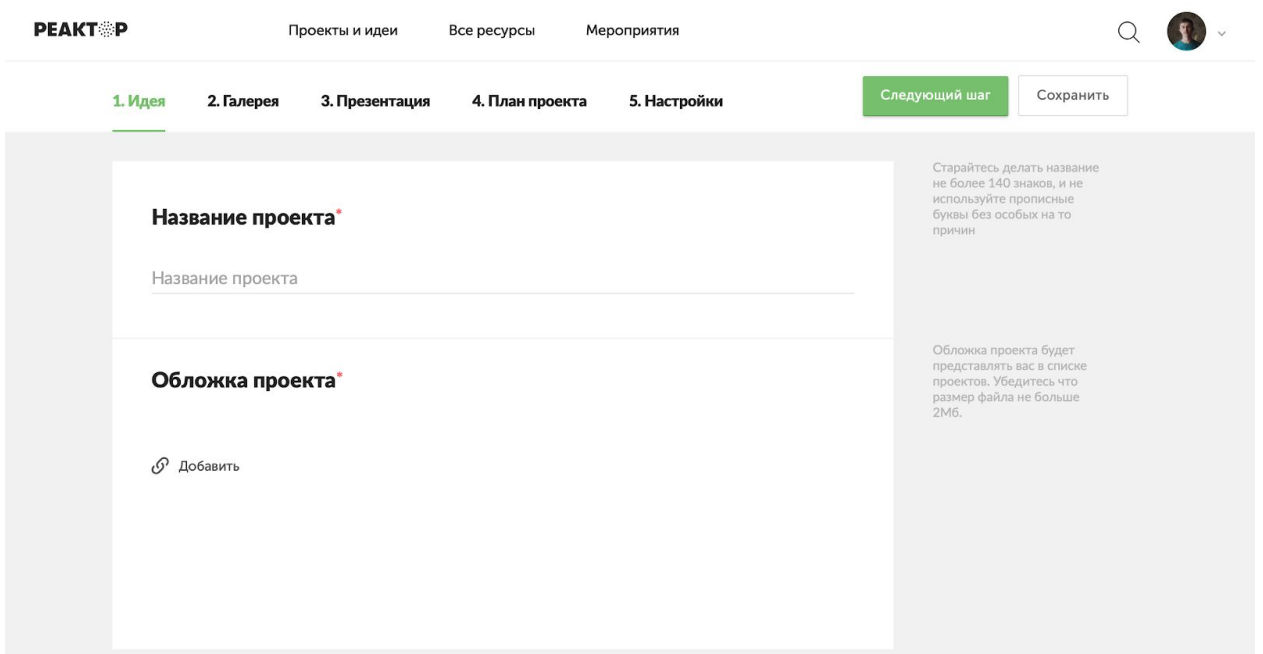 РЕАКТОР
Проекты и идеи
Все ресурсы
Мероприятия
1. Идея
2. Галерея
3. Презентация
4. План проекта
5. Настройки
Следующий шаг
Сохранить
Название проекта*
Название проекта
Старайтесь делать название
не более 140 знаков, и не
используйте прописные
буквы без особых на то
причин
Обложка проекта*
Добавить
Обложка проекта будет
представлять вас в списке
проектов. Убедитесь что
размер файла не больше
2Мб.